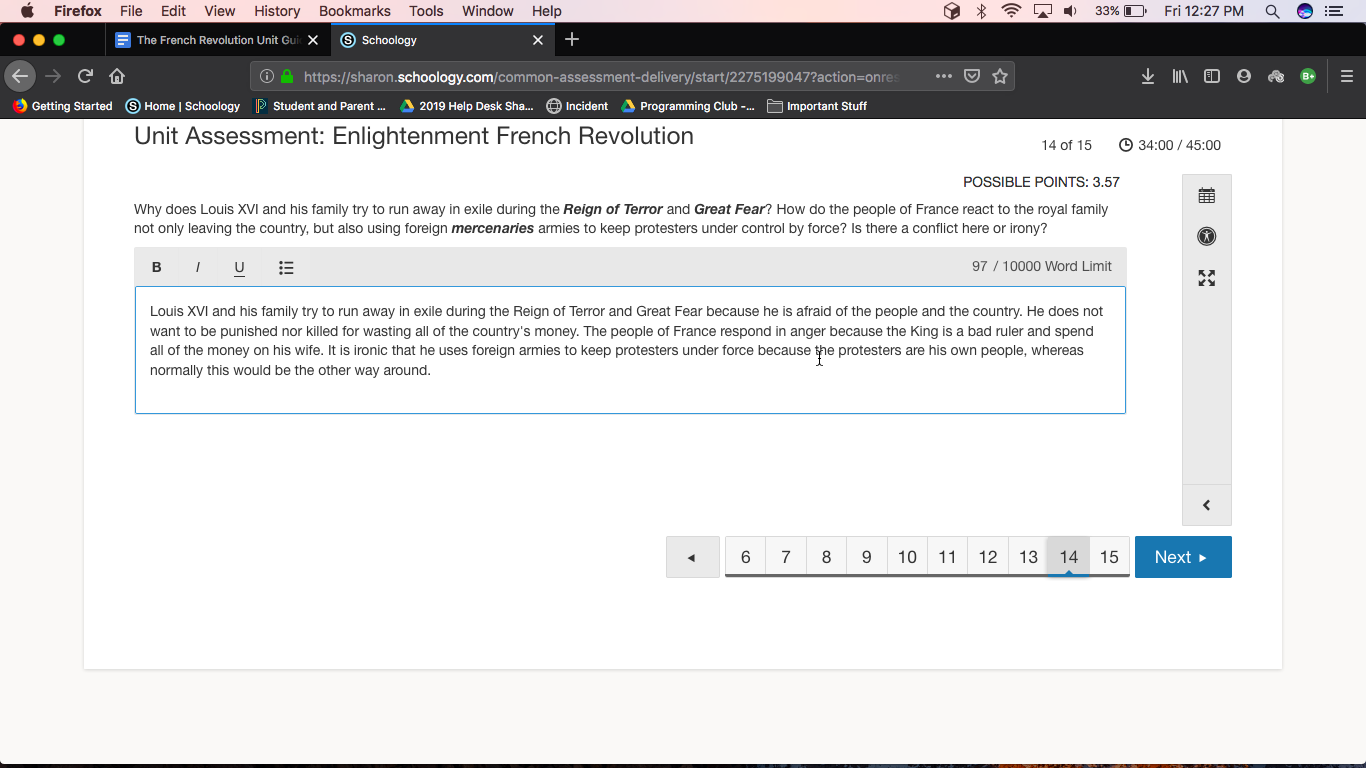 Firefox File Edit View History Bookmarks Tools Window Help 33% Fri 12:27 PM
The French Revolution Unit Gui
S Schoology
https://sharon.schoology.com/common-assessment-delivery/start/2275199047?action=onres
B+
Getting Started S Home | Schoology Student and Parent ... 2019 Help Desk Sha... Incident Programming Club -... Important Stuff
Unit Assessment: Enlightenment French Revolution
14 of 15 34:00 / 45:00
POSSIBLE POINTS: 3.57
Why does Louis XVI and his family try to run away in exile during the Reign of Terror and Great Fear? How do the people of France react to the royal family
not only leaving the country, but also using foreign mercenaries armies to keep protesters under control by force? Is there a conflict here or irony?
B I U 97 / 10000 Word Limit
Louis XVI and his family try to run away in exile during the Reign of Terror and Great Fear because he is afraid of the people and the country. He does not
want to be punished nor killed for wasting all of the country's money. The people of France respond in anger because the King is a bad ruler and spend
all of the money on his wife. It is ironic that he uses foreign armies to keep protesters under force because the protesters are his own people, whereas
normally this would be the other way around.
6 7 8 9 10 11 12 13 14 15 Next